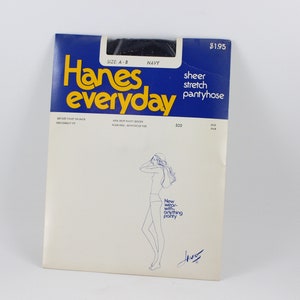 $1.95
SIZE A-B NAVY
Hanes
everyday
sheer
stretch
pantyhose
New
wear-
with-
anything
panty